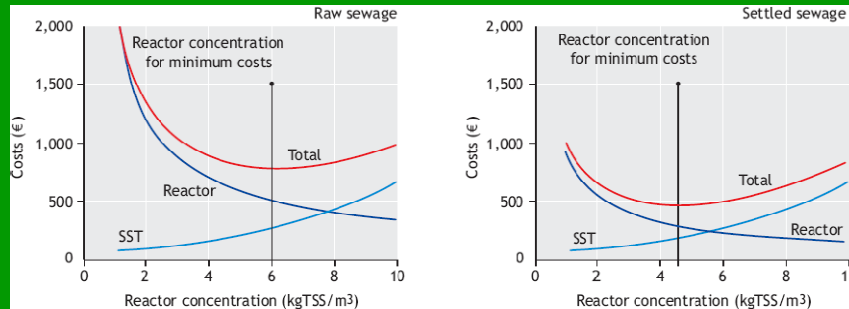 Raw sewage
2,000
Reactor concentration
for minimum costs
1,500
1,000
Costs (€)
Total
Reactor
500
SST
0
0 2 4 6 8 10
Reactor concentration (kgTSS/m³)
Settled sewage
2,000
Reactor concentration
for minimum costs
1,500
1,000
Costs (€)
Total
500
SST
Reactor
0
0 2 4 6 8 1
Reactor concentration (kgTSS/m³)